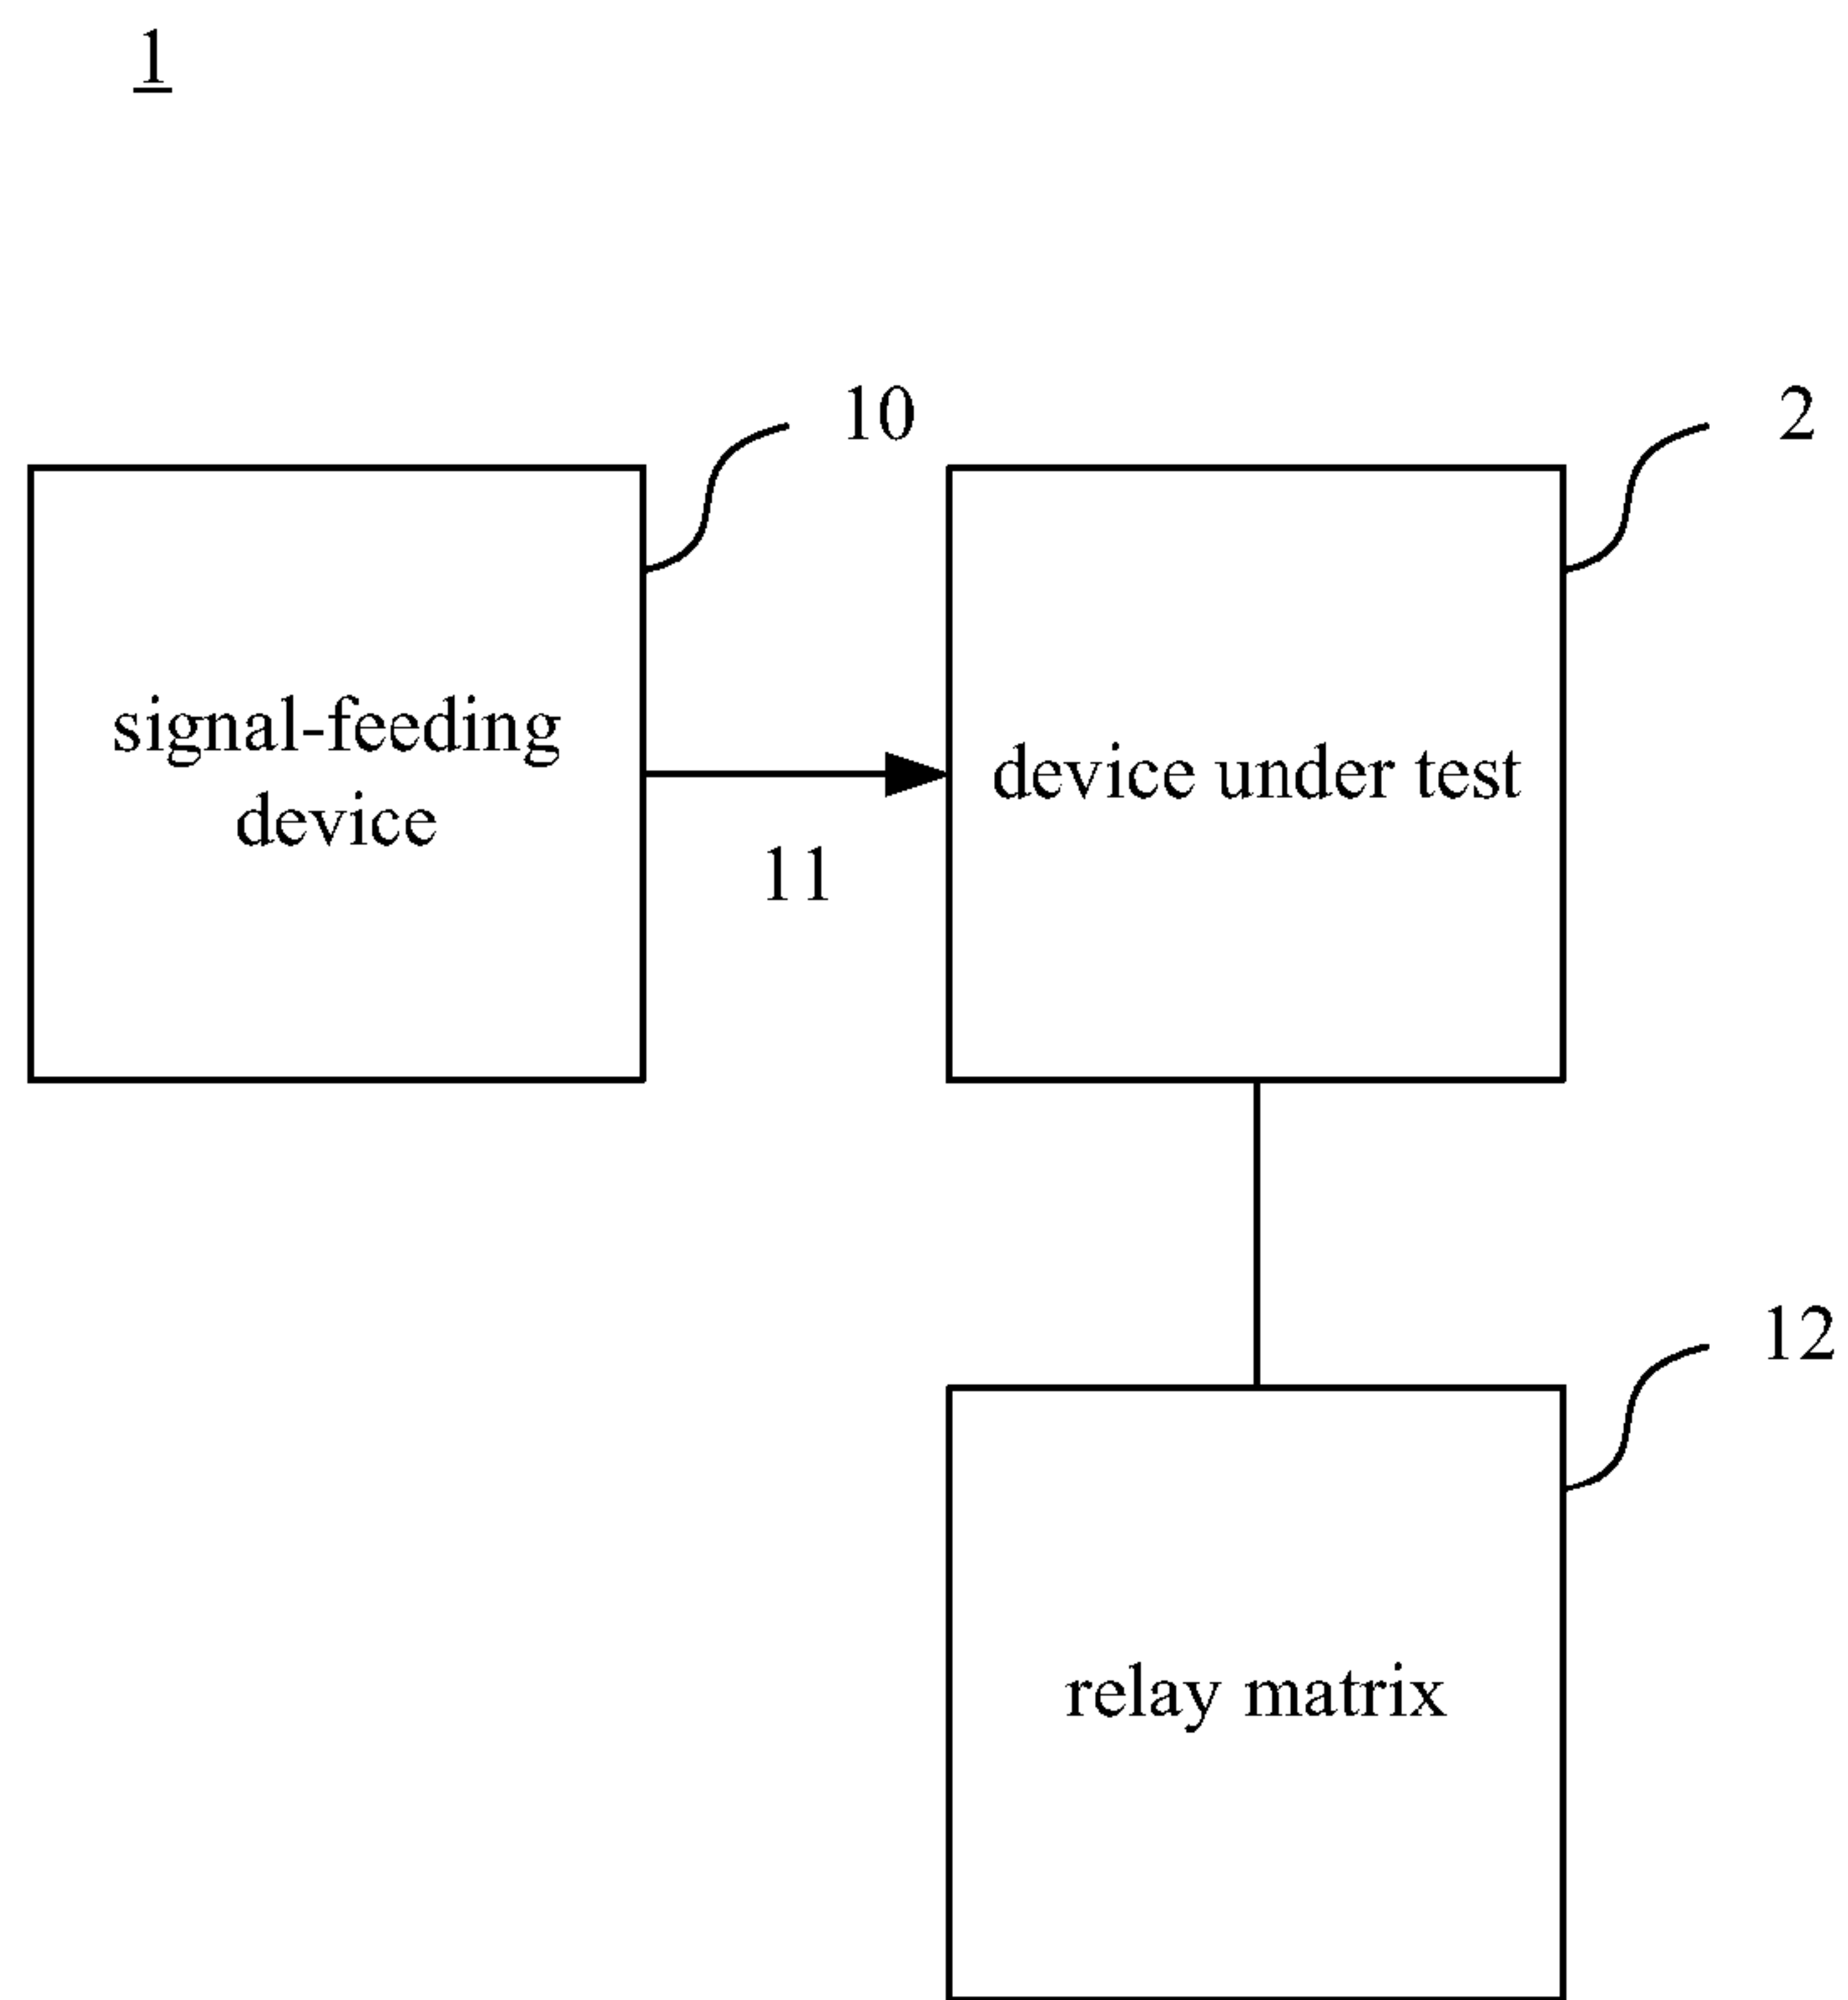 1
10
2
signal-feeding
device
device under test
11
12
relay matrix